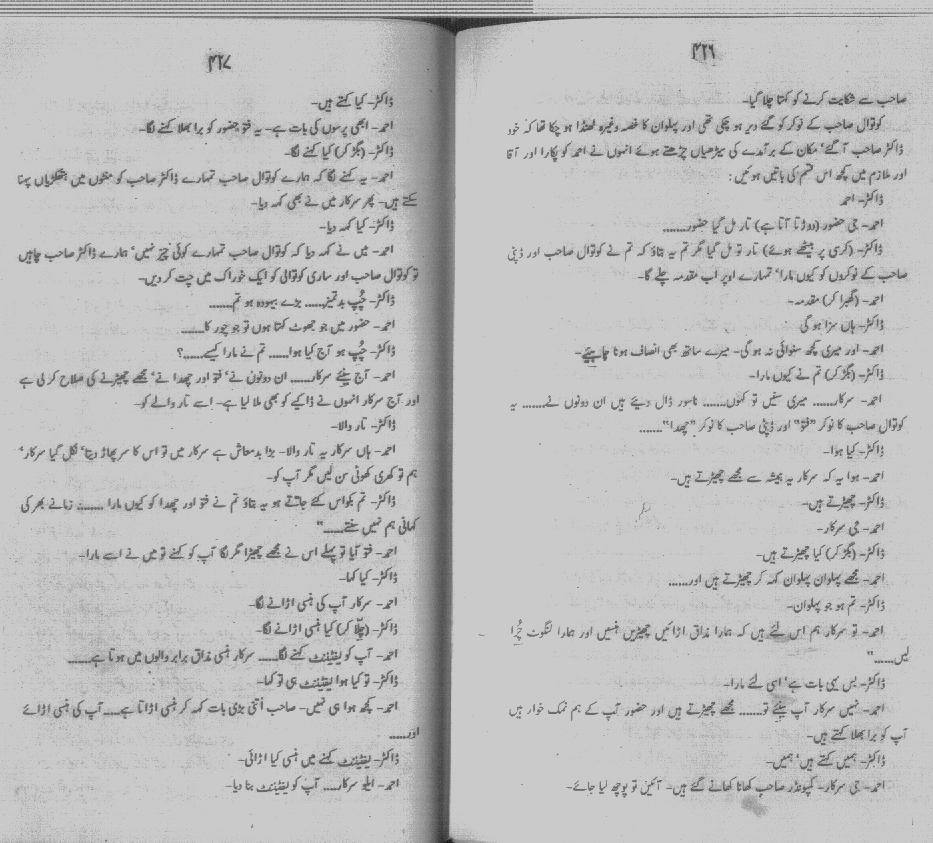 ۴۲۶
صاحب سے شکایت کرنے کو کہتا چلا گیا۔
کوتوال صاحب کے نوکر کو گئے دیر ہو چکی تھی اور پہلوان کا غصہ وغیرہ ٹھنڈا ہو چکا تھا کہ خود
ڈاکٹر صاحب آ گئے‘ مکان کے برآمدے کی سیڑھیاں چڑھتے ہوئے انہوں نے احمد کو پکارا اور آقا
اور ملازم میں کچھ اس قسم کی باتیں ہوئیں:
ڈاکٹر۔ احمد
احمد۔ جی حضور (دوڑتا آتا ہے) تار مل گیا حضور.......
ڈاکٹر۔ (کرسی پر بیٹھے ہوئے) تار تو مل گیا مگر تم یہ بتاؤ کہ تم نے کوتوال صاحب اور ڈپٹی
صاحب کے نوکروں کو کیوں مارا‘ تمہارے اوپر اب مقدمہ چلے گا۔
احمد۔ (گھبرا کر) مقدمہ۔
ڈاکٹر۔ ہاں سزا ہو گی
احمد۔ اور میری کچھ سنوائی نہ ہو گی۔ میرے ساتھ بھی انصاف ہونا چاہیئے۔
ڈاکٹر۔ (بگڑ کر) تم نے کیوں مارا۔
احمد۔ سرکار...... میری سنیں تو کہوں....... ناسور ڈال دیئے ہیں ان دونوں نے....... یہ
کوتوال صاحب کا نوکر "فتو" اور ڈپٹی صاحب کا نوکر "چھدا".......
ڈاکٹر۔ کیا ہوا۔
احمد۔ ہوا یہ کہ سرکار یہ ہمیشہ سے مجھے چھیڑتے ہیں۔
ڈاکٹر۔ چھیڑتے ہیں۔
احمد۔ جی سرکار۔
ڈاکٹر۔ (بگڑ کر) کیا چھیڑتے ہیں۔
احمد۔ مجھے پہلوان پہلوان کہہ کر چھیڑتے ہیں اور......
ڈاکٹر۔ تم ہو جو پہلوان۔
احمد۔ تو سرکار ہم اس لئے ہیں کہ ہمارا مذاق اڑائیں چھیڑیں ہنسیں اور ہمارا لنگوٹ چُرا
لیں......"
ڈاکٹر۔ بس یہی بات ہے‘ اسی لئے مارا۔
احمد۔ نہیں سرکار آپ سنیئے تو....... مجھے چھیڑتے ہیں اور حضور آپ کے ہم نمک خوار ہیں
آپ کو برا بھلا کہتے ہیں۔
ڈاکٹر۔ ہمیں کہتے ہیں‘ ہمیں۔
احمد۔ جی سرکار۔ کمپونڈر صاحب کھانا کھانے گئے ہیں۔ آئین تو پوچھ لیا جائے۔
۴۲۷
ڈاکٹر۔ کیا کہتے ہیں۔
احمد۔ ابھی پرسوں کی بات ہے۔ یہ فتو حضور کو برا بھلا کہنے لگا۔
ڈاکٹر۔ (بگڑ کر) کیا کہنے لگا۔
احمد۔ یہ کہنے لگا کہ ہمارے کوتوال صاحب تمہارے ڈاکٹر صاحب کو منٹوں میں ہتھکڑیاں پہنا
سکتے ہیں۔ پھر سرکار میں نے بھی کہہ دیا۔
ڈاکٹر۔ کیا کہہ دیا۔
احمد۔ میں نے کہہ دیا کہ کوتوال صاحب تمہارے کوئی چیز نہیں‘ ہمارے ڈاکٹر صاحب چاہیں
تو کوتوال صاحب اور ساری کوتوالی کو ایک خوراک میں چت کر دیں۔
ڈاکٹر۔ چُپ بدتمیز...... بڑے بیہودہ ہو تم.......
احمد۔ حضور میں جو جھوٹ کہتا ہوں تو جو چور کا......
ڈاکٹر۔ چُپ ہو آج کیا ہوا...... تم نے مارا کیسے......؟
احمد۔ آج سنیئے سرکار...... ان دونوں نے‘ فتو اور چھدا نے‘ مجھے چھیڑنے کی صلاح کر لی ہے
اور آج سرکار انہوں نے ڈاکیے کو بھی ملا لیا ہے۔ اسے تار والے کو۔
ڈاکٹر۔ تار والا۔
احمد۔ ہاں سرکار یہ تار والا۔ بڑا بدمعاش ہے سرکار میں تو اس کا سر پھاڑ دیتا‘ نکل گیا سرکار‘
ہم تو کھری کھوٹی سن لیں مگر آپ کو۔
ڈاکٹر۔ تم بکواس کئے جاتے ہو یہ بتاؤ تم نے فتو اور چھدا کو کیوں مارا ........ زمانے بھر کی
کہانی ہم نہیں سنتے......"
احمد۔ فتو آیا تو پہلے اس نے مجھے چھیڑا مگر لگا آپ کو کہنے تو میں نے اسے مارا۔
ڈاکٹر۔ کیا کہا۔
احمد۔ سرکار آپ کی ہنسی اڑانے لگا۔
ڈاکٹر۔ (چلّا کر) کیا ہنسی اڑانے لگا۔
احمد۔ آپ کو لیفٹیننٹ کہنے لگا...... سرکار ہنسی مذاق برابر والوں میں ہوتا ہے.......
ڈاکٹر۔ تو کیا ہوا لیفٹیننٹ ہی تو کہا۔
احمد۔ کچھ ہوا ہی نہیں۔ صاحب اتنی بڑی بات کہہ کر ہنسی اڑاتا ہے..... آپ کی ہنسی اڑائے
اور.....
ڈاکٹر۔ لیفٹیننٹ کہنے میں ہنسی کیا اڑائی۔
احمد۔ ایلو سرکار..... آپ کو لیفٹیننٹ بنا دیا۔